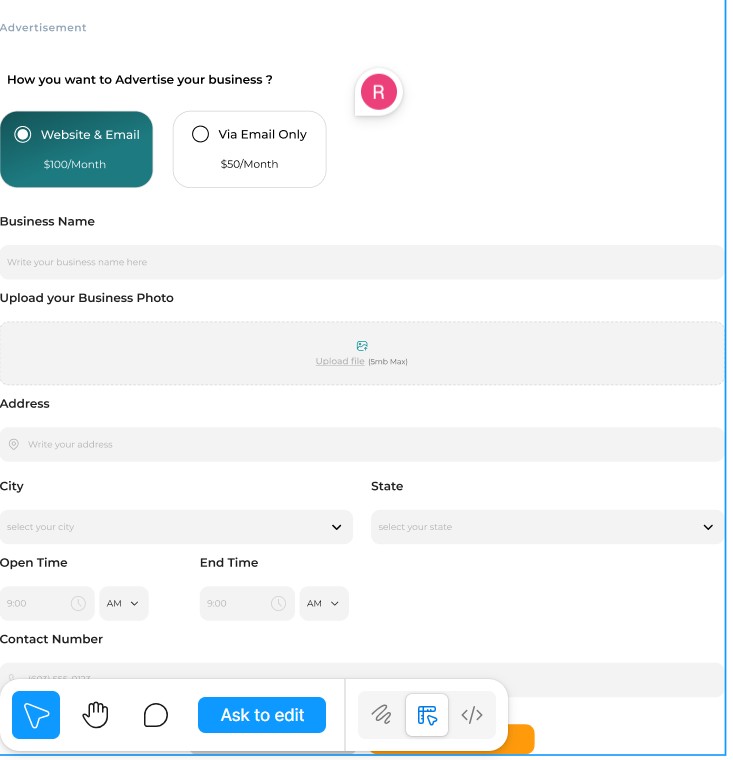 Advertisement
How you want to Advertise your business ?
R
Website & Email
Via Email Only
$100/Month
$50/Month
Business Name
Write your business name here
Upload your Business Photo
Upload file (5mb Max)
Address
Write your address
City
State
select your city
select your state
Open Time
End Time
9:00
AM
9:00
AM
Contact Number
Ask to edit